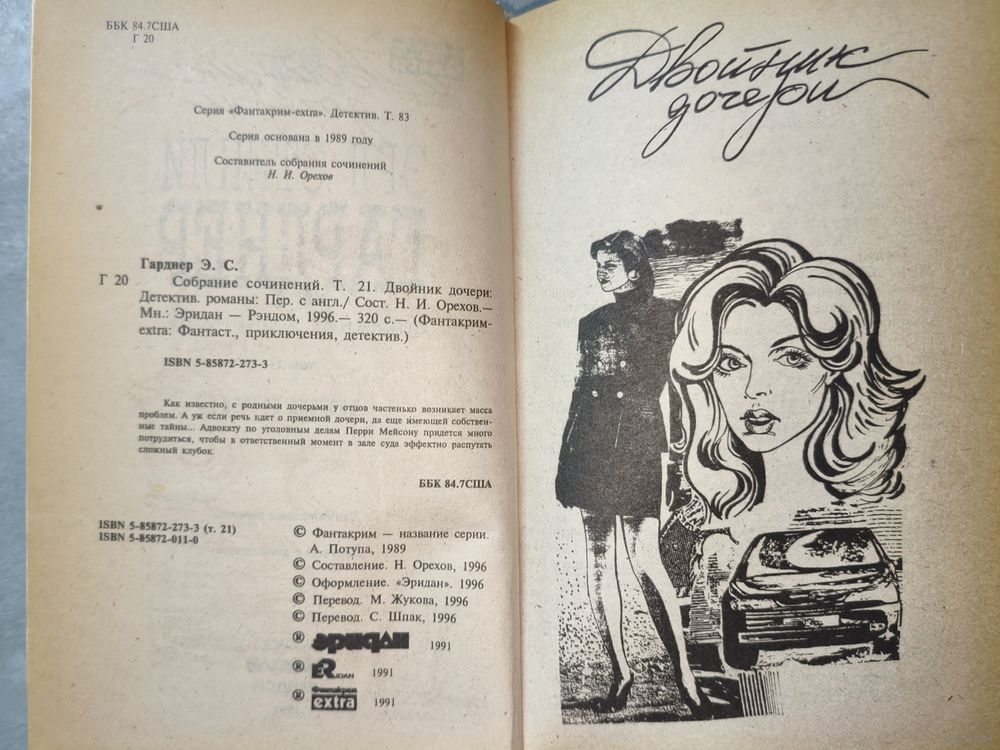 ББК 84.7США
Г 20
Серия «Фантакрим-extra». Детектив. Т. 83
Серия основана в 1989 году
Составитель собрания сочинений
Н. И. Орехов
Гарднер Э. С.
Г 20 Собрание сочинений. Т. 21. Двойник дочери:
Детектив. романы: Пер. с англ./ Сост. Н. И. Орехов.—
Мн.: Эридан — Рэндом, 1996.— 320 с.— (Фантакрим-
extra: Фантаст., приключения, детектив.)
ISBN 5-85872-273-3
Как известно, с родными дочерьми у отцов частенько возникает масса
проблем. А уж если речь идет о приемной дочери, да еще имеющей собствен-
ные тайны... Адвокату по уголовным делам Перри Мейсону придется много
потрудиться, чтобы в ответственный момент в зале суда эффектно распутать
сложный клубок.
ББК 84.7США
ISBN 5-85872-273-3 (т. 21)
ISBN 5-85872-011-0
© Фантакрим — название серии.
А. Потупа, 1989
© Составление. Н. Орехов, 1996
© Оформление. «Эридан». 1996
© Перевод. М. Жукова, 1996
© Перевод. С. Шпак, 1996
® эридан 1991
® ERIDAN 1991
® Фантакрим
extra 1991
Двойник
дочери